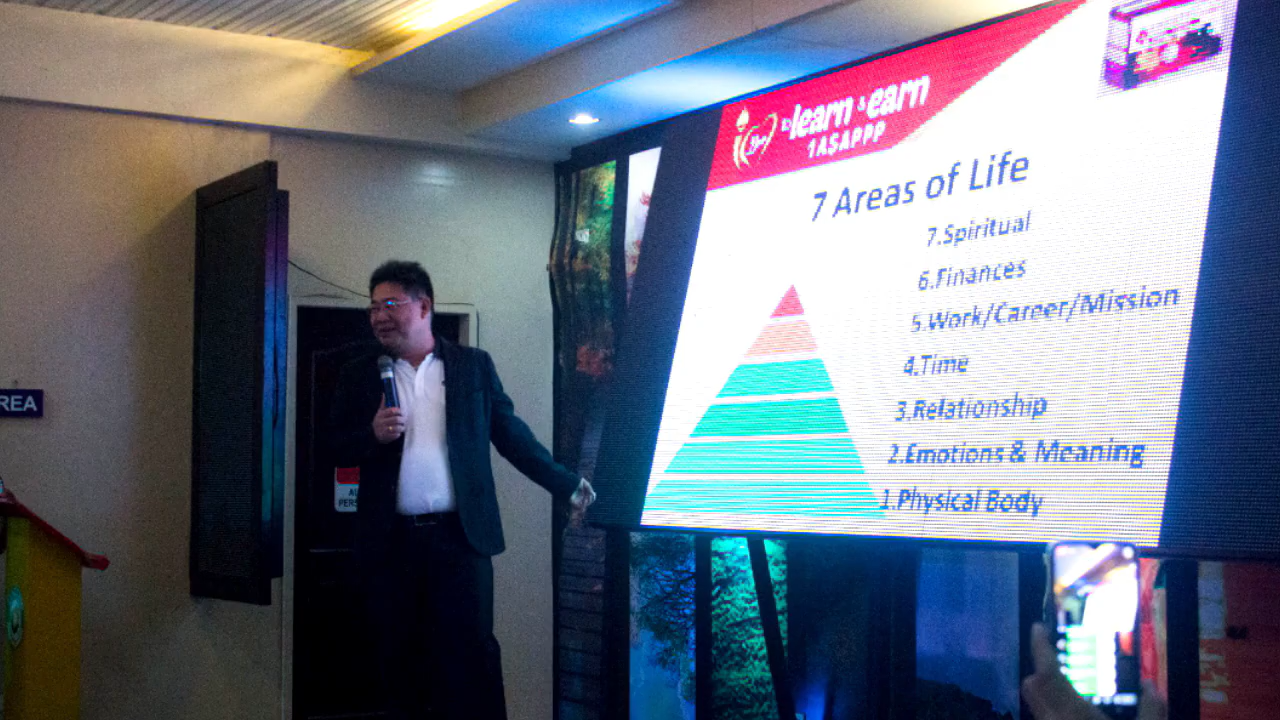 to learn & earn
1ASAPPP
7 Areas of Life
7.Spiritual
6.Finances
5.Work/Career/Mission
4.Time
3.Relationship
2.Emotions & Meaning
1.Physical Body
REA